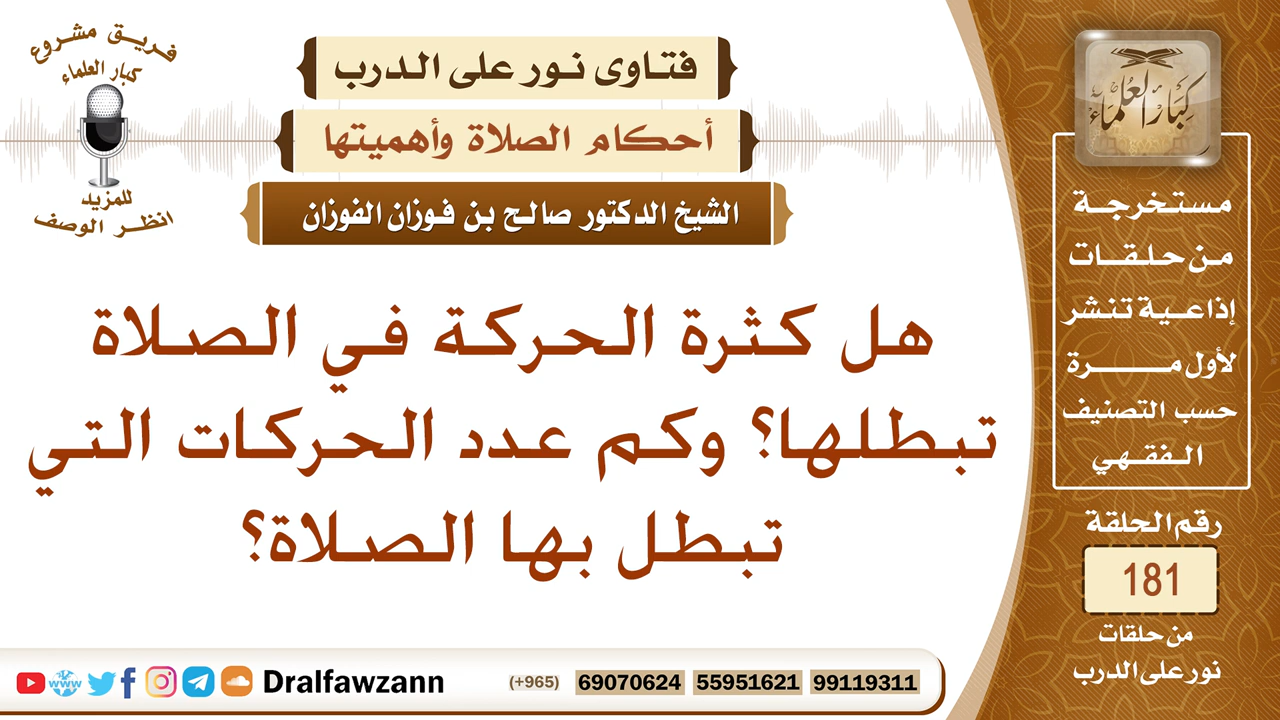 فريق مشروع
كبار العلماء
للمزيد
انظر الوصف
فتاوى نور على الدرب
أحكام الصلاة وأهميتها
الشيخ الدكتور صالح بن فوزان الفوزان
هل كثرة الحركة في الصلاة
تبطلها؟ وكم عدد الحركات التي
تبطل بها الصلاة؟
كبار العلماء
مستخرجة
من حلقات
إذاعية تنشر
لأول مرة
حسب التصنيف
الفقهي
رقم الحلقة
181
من حلقات
نور على الدرب
www Dralfawzann (+965) 69070624 55951621 99119311